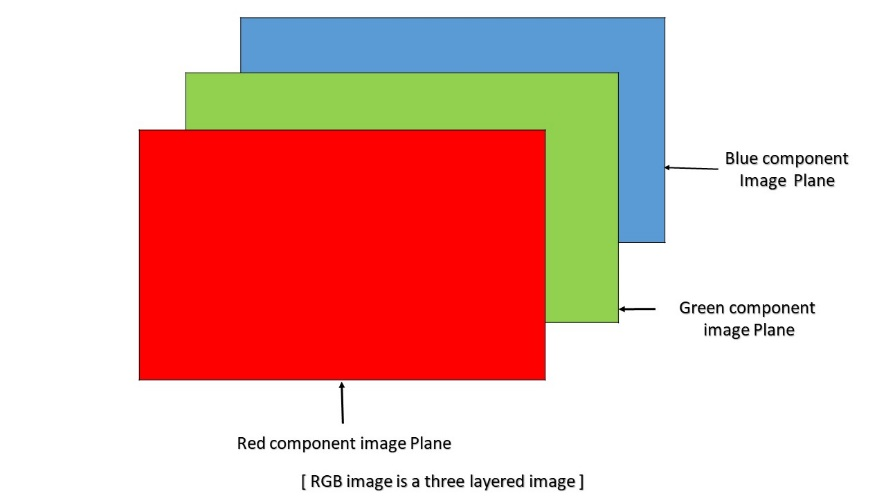 Blue component
Image Plane
Green component
image Plane
Red component image Plane
[ RGB image is a three layered image ]